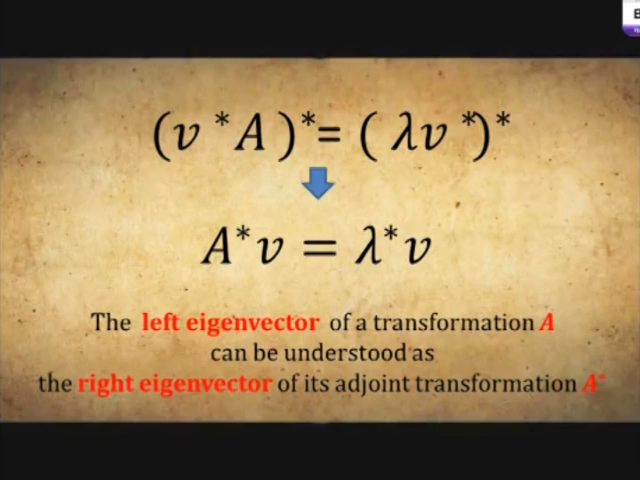 (v *A )*= ( λv *)*
A*v = λ*v
The left eigenvector of a transformation A
can be understood as
the right eigenvector of its adjoint transformation A*